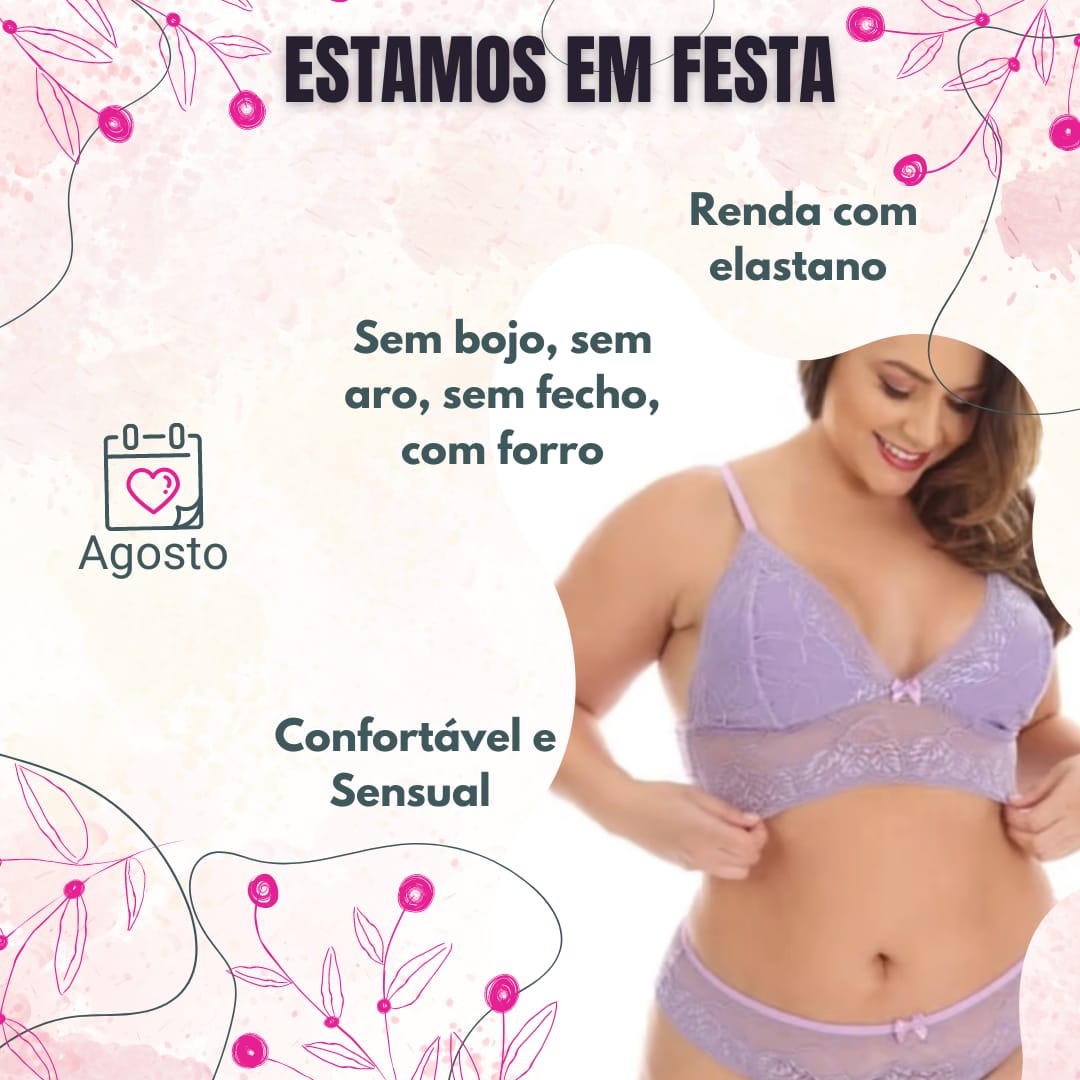 ESTAMOS EM FESTA
Renda com
elastano
Sem bojo, sem
aro, sem fecho,
com forro
Agosto
Confortável e
Sensual